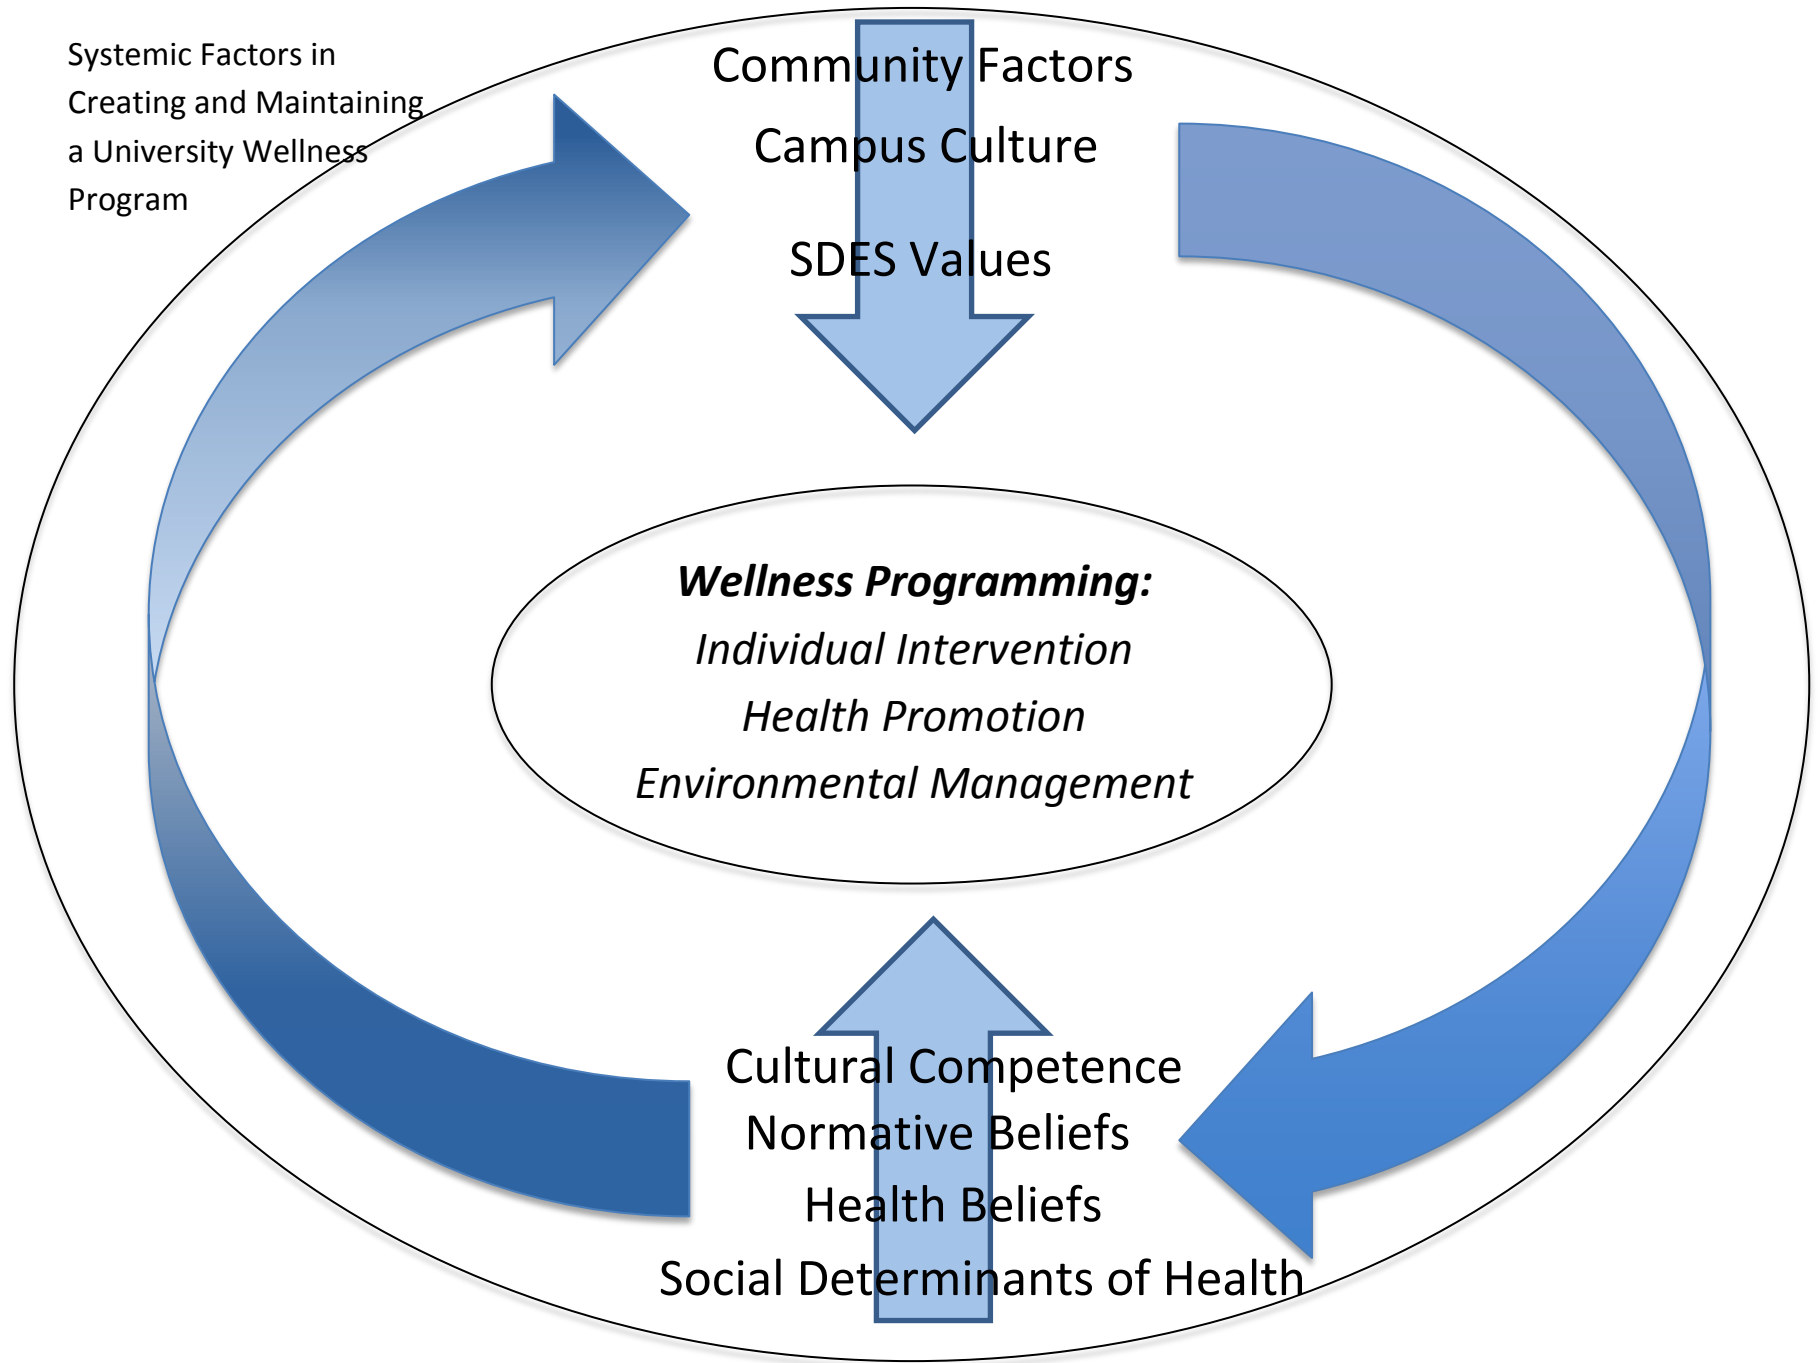 Systemic Factors in
Creating and Maintaining
a University Wellness
Program
Community Factors
Campus Culture
SDES Values
Wellness Programming:
Individual Intervention
Health Promotion
Environmental Management
Cultural Competence
Normative Beliefs
Health Beliefs
Social Determinants of Health